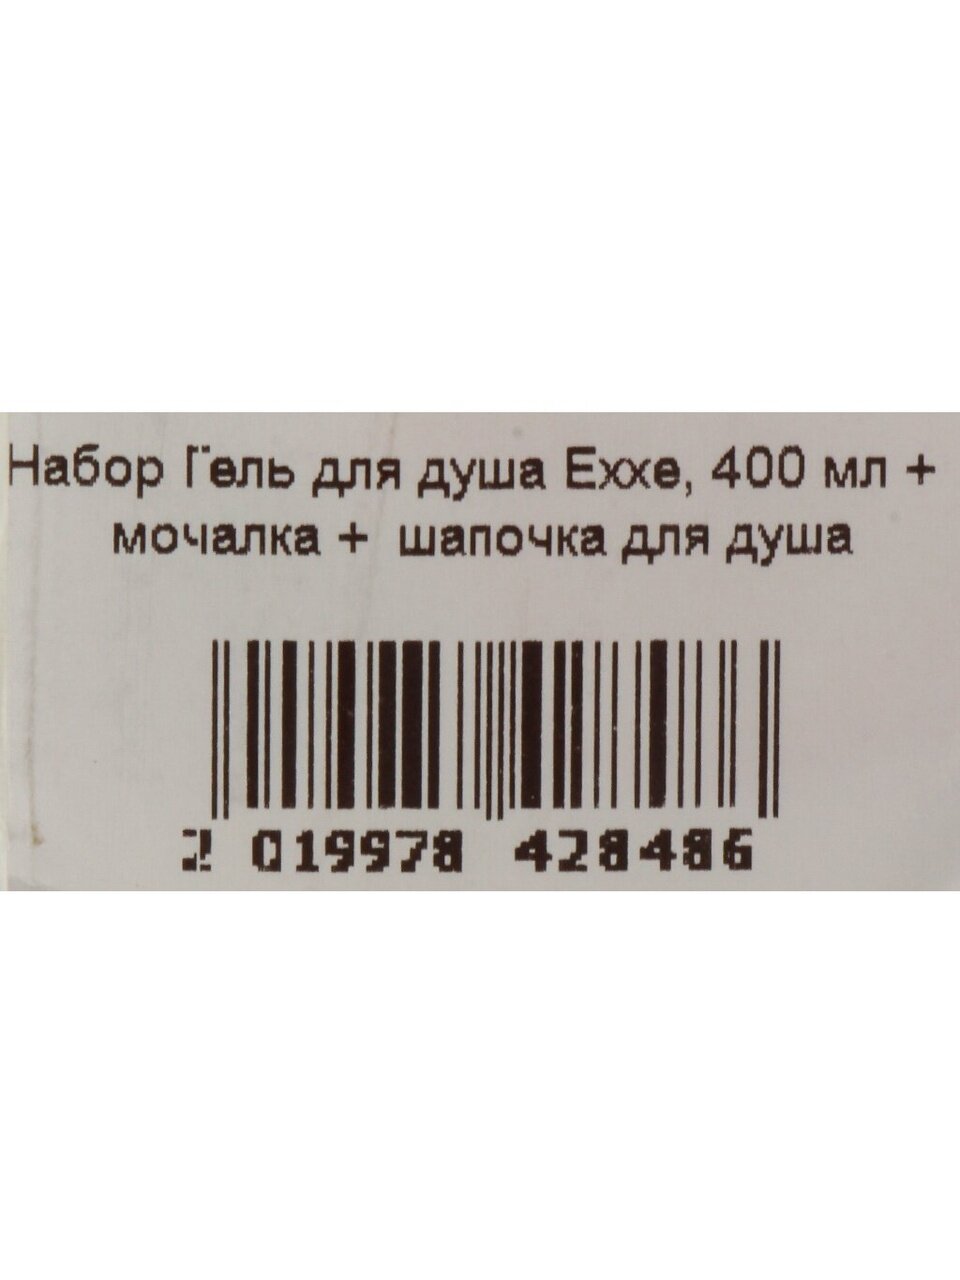 Набор Гель для душа Exxe, 400 мл +
мочалка + шапочка для душа
2 019978 428486